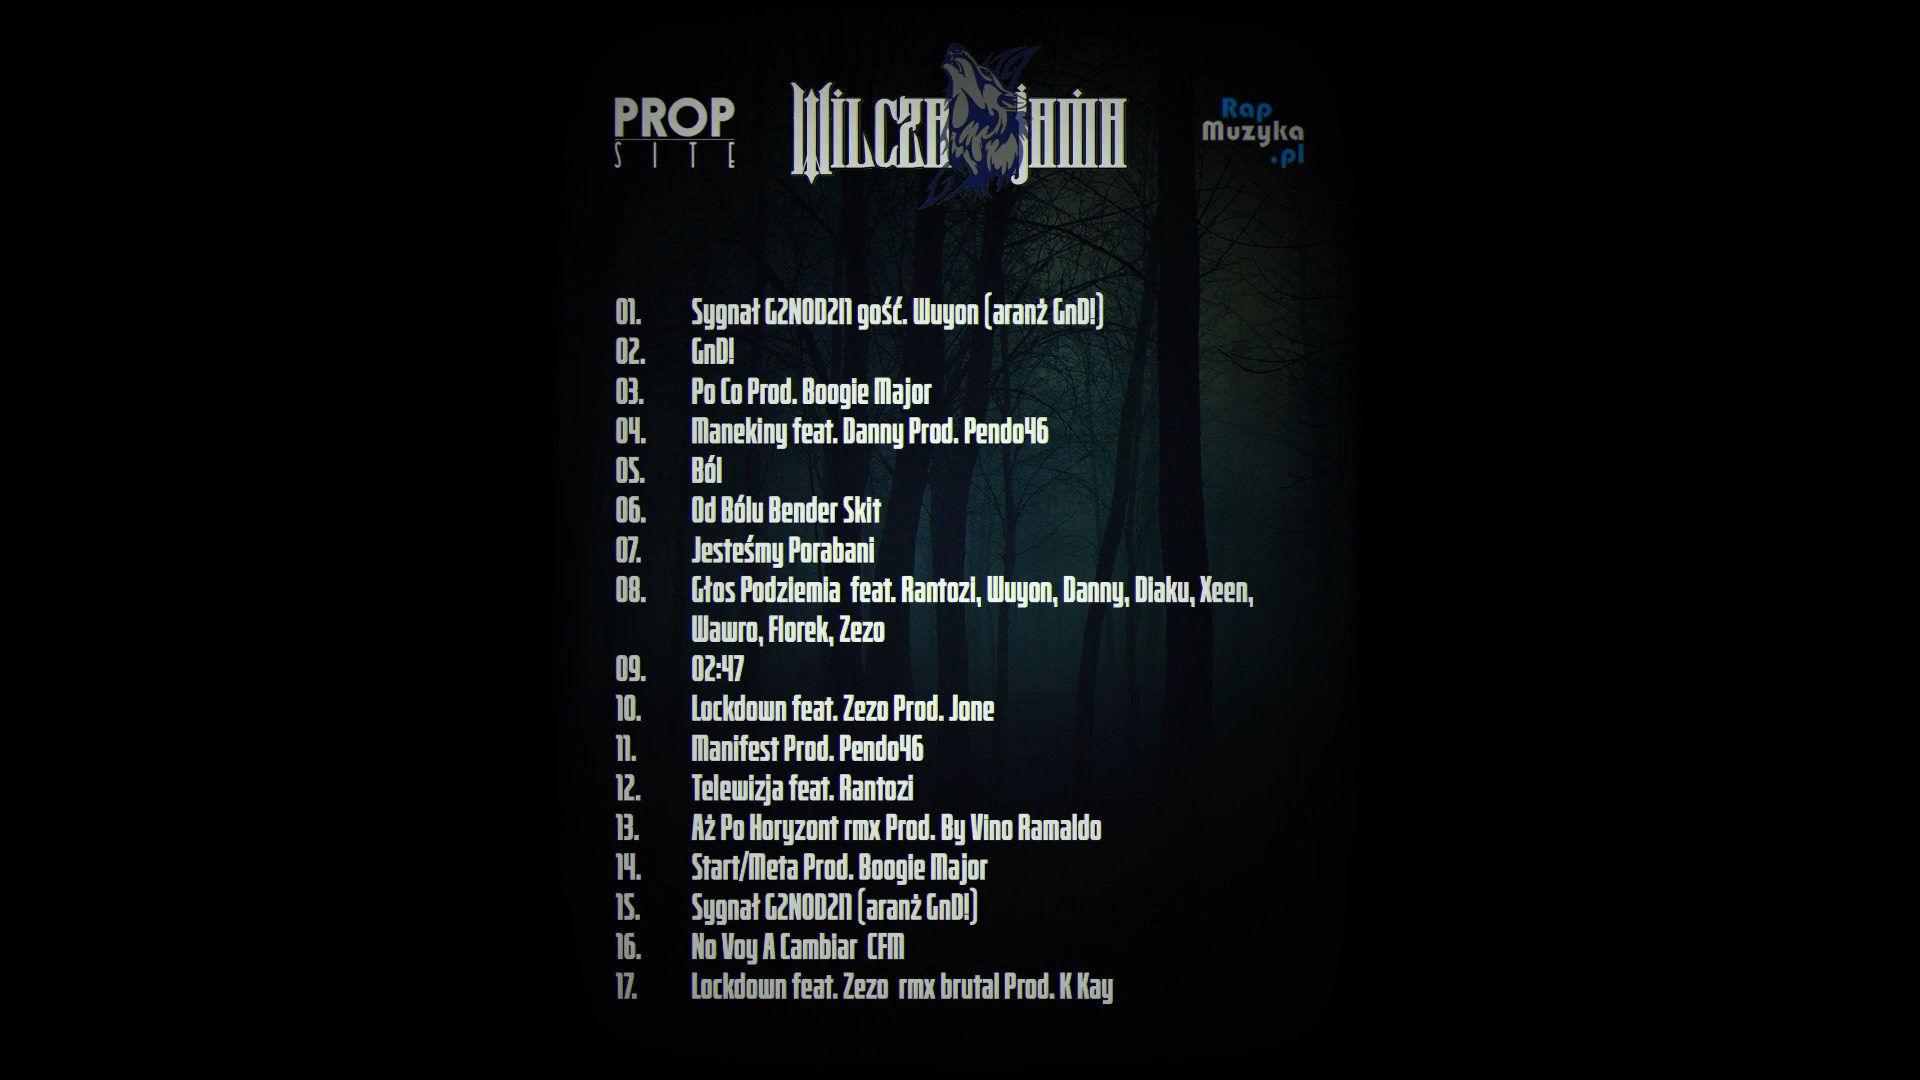 PROP
SITE
Wilcza Jama
Rap
Muzyka
.pl
01. Sygnał G2NOD2IN gość. Wuyon (aranż GnD!)
02. GnD!
03. Po Co Prod. Boogie Major
04. Manekiny feat. Danny Prod. Pendo46
05. Ból
06. Od Bólu Bender Skit
07. Jesteśmy Porabani
08. Głos Podziemia feat. Rantozi, Wuyon, Danny, Diaku, Xeen,
Wawro, Florek, Zezo
09. 02:47
10. Lockdown feat. Zezo Prod. Jone
11. Manifest Prod. Pendo46
12. Telewizja feat. Rantozi
13. Aż Po Horyzont rmx Prod. By Vino Ramaldo
14. Start/Meta Prod. Boogie Major
15. Sygnał G2NOD2IN (aranż GnD!)
16. No Voy A Cambiar CFM
17. Lockdown feat. Zezo rmx brutal Prod. K Kay